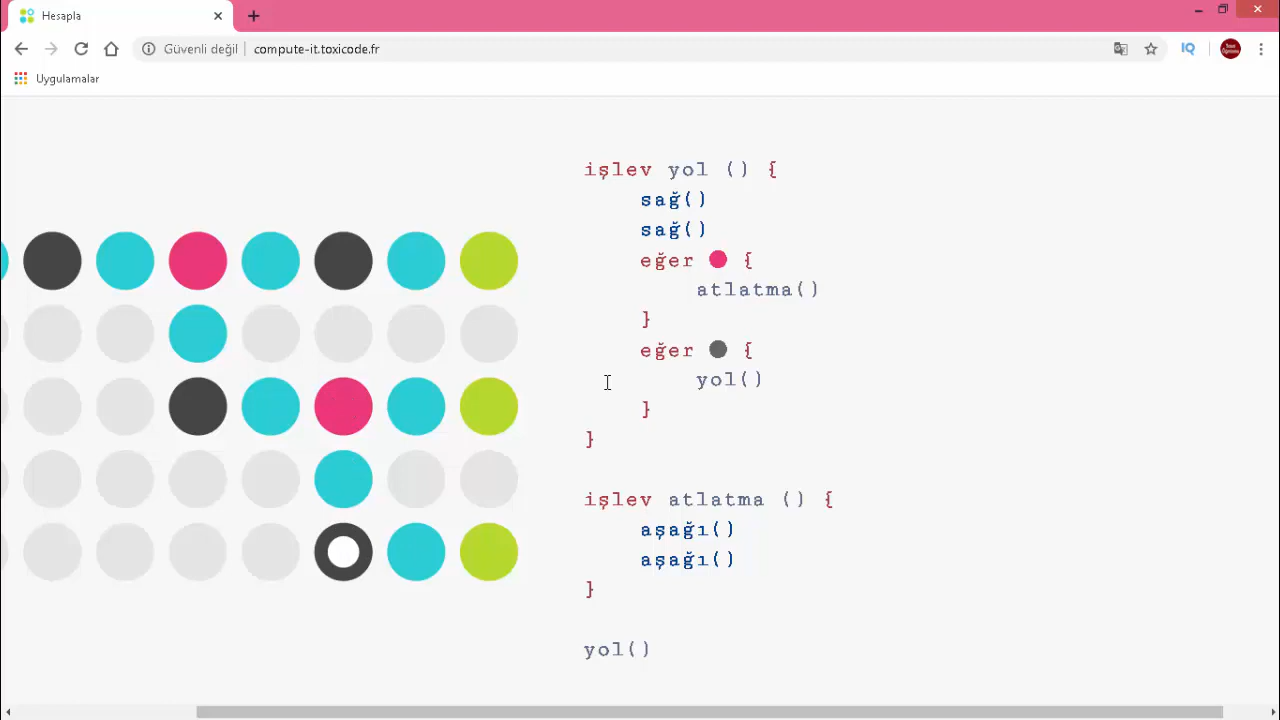 Hesapla
Güvenli değil
compute-it.toxicode.fr
IQ
Uygulamalar
işlev yol () {
sağ()
sağ()
eğer {
atlatma()
}
eğer {
yol()
}
}
işlev atlatma () {
aşağı()
aşağı()
}
yol()